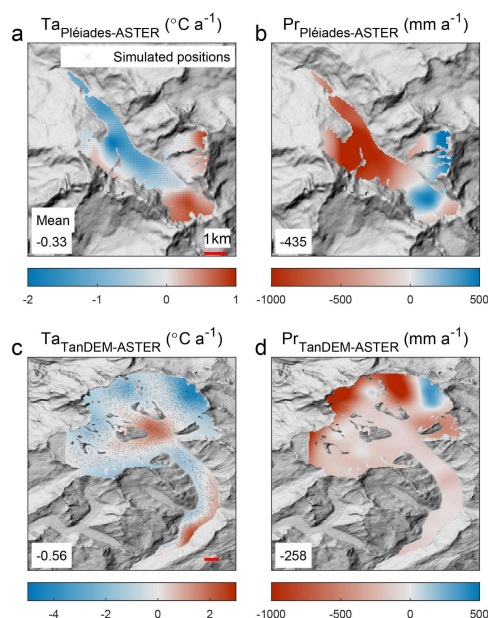 a Ta Pléiades-ASTER (°C a-1)
b Pr Pléiades-ASTER (mm a-1)
× Simulated positions
Mean
-0.33
1km
-435
-2 -1 0 1
-1000 -500 0 500
c Ta TanDEM-ASTER (°C a-1)
d Pr TanDEM-ASTER (mm a-1)
-0.56
-258
-4 -2 0 2
-1000 -500 0 500